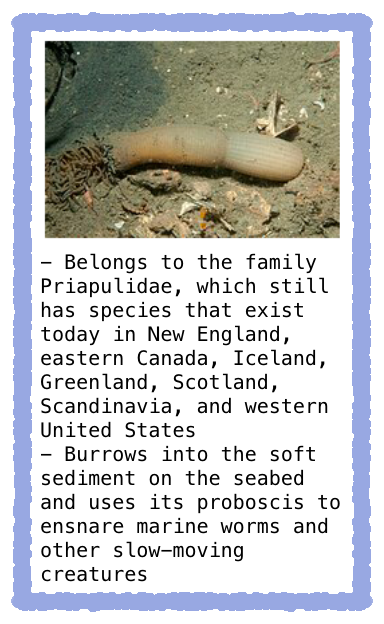 – Belongs to the family
Priapulidae, which still
has species that exist
today in New England,
eastern Canada, Iceland,
Greenland, Scotland,
Scandinavia, and western
United States
– Burrows into the soft
sediment on the seabed
and uses its proboscis to
ensnare marine worms and
other slow–moving
creatures